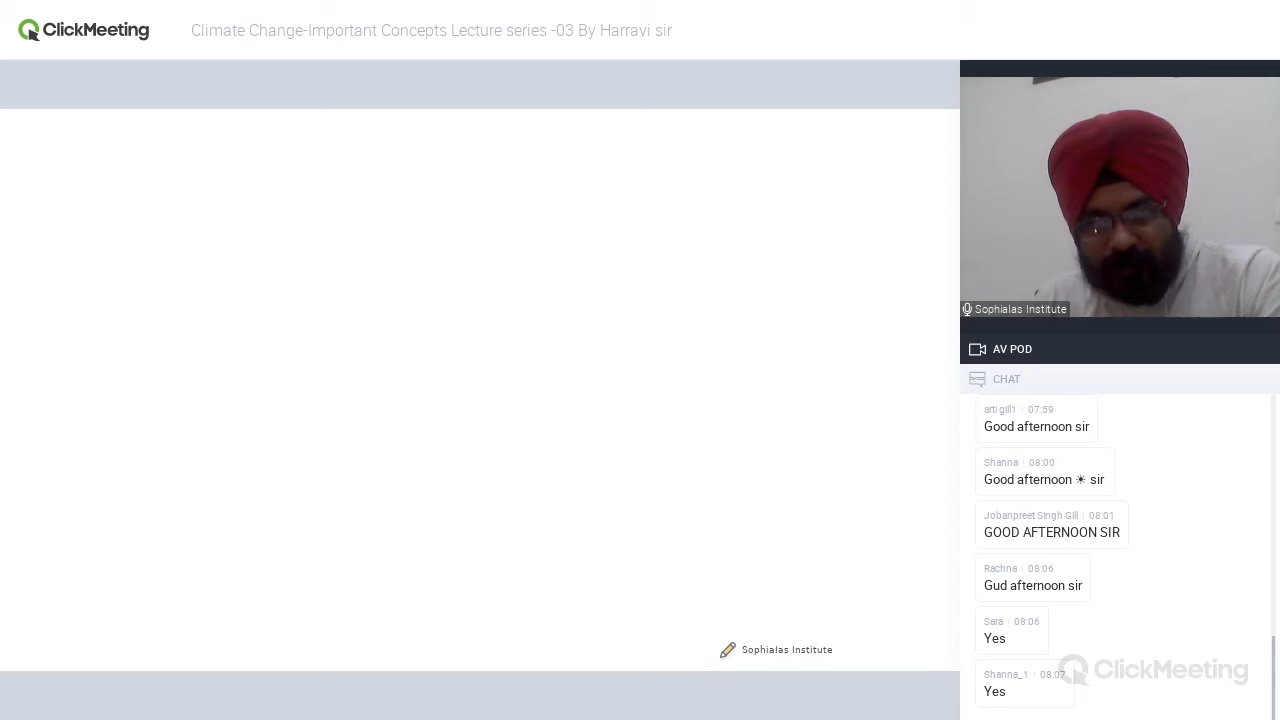 ClickMeeting
Climate Change-Important Concepts Lecture series -03 By Harravi sir
Sophialas Institute
AV POD
CHAT
arti gill1 07:59
Good afternoon sir
Shanna 08:00
Good afternoon ☀ sir
Jobanpreet Singh Gill 08:01
GOOD AFTERNOON SIR
Rachna 08:06
Gud afternoon sir
Sara 08:06
Yes
Shanna_1 08:07
Yes
Sophialas Institute
ClickMeeting